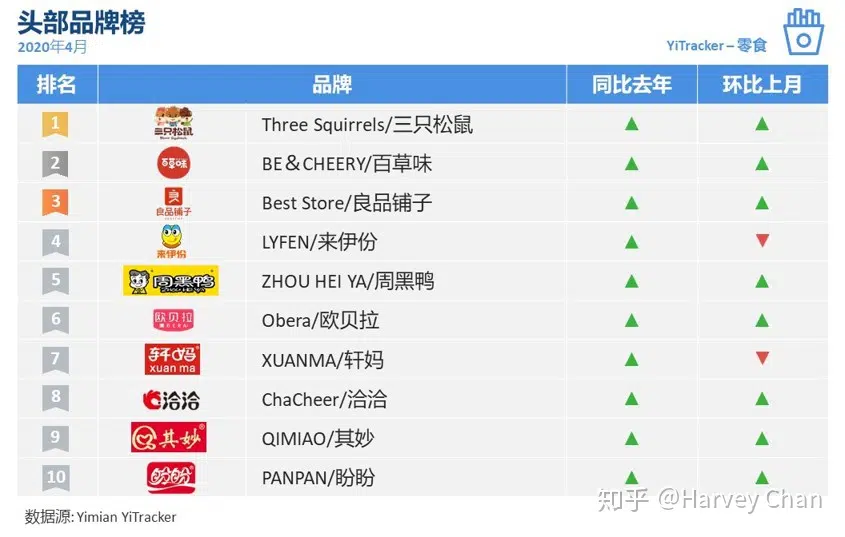 头部品牌榜
2020年4月
YiTracker – 零食
排名 品牌 同比去年 环比上月
1 三只松鼠 Three Squirrels/三只松鼠 ▲ ▲
2 百草味 BE＆CHEERY/百草味 ▲ ▲
3 良品铺子 Best Store/良品铺子 ▲ ▲
4 来伊份 LYFEN/来伊份 ▲ ▼
5 周黑鸭 ZHOU HEI YA/周黑鸭 ▲ ▲
6 欧贝拉 Obera/欧贝拉 ▲ ▲
7 轩妈 xuan ma XUANMA/轩妈 ▲ ▼
8 洽洽 ChaCheer/洽洽 ▲ ▲
9 其妙 QIMIAO/其妙 ▲ ▲
10 盼盼 PANPAN/盼盼 ▲ ▲
知乎 @Harvey Chan
数据源: Yimian YiTracker